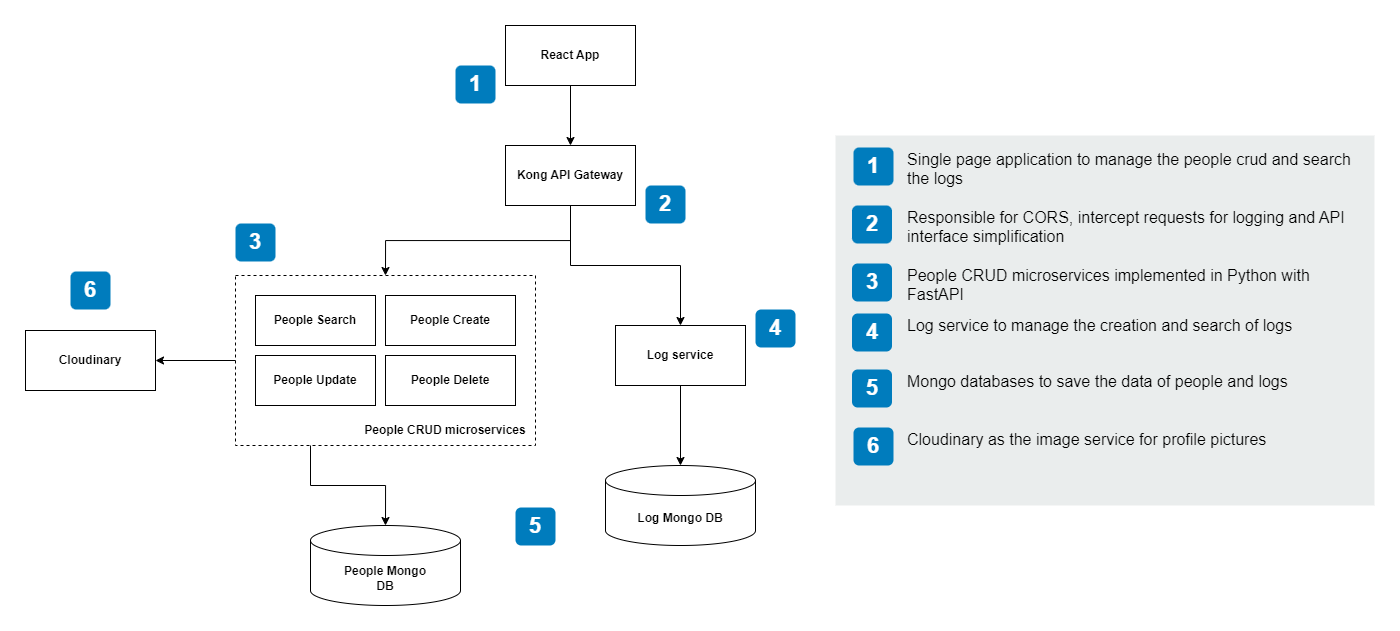 React App
1
Kong API Gateway
2
3
6
People Search
People Create
Cloudinary
People Update
People Delete
People CRUD microservices
4
Log service
5
Log Mongo DB
People Mongo
DB
1
Single page application to manage the people crud and search
the logs
2
Responsible for CORS, intercept requests for logging and API
interface simplification
3
People CRUD microservices implemented in Python with
FastAPI
4
Log service to manage the creation and search of logs
5
Mongo databases to save the data of people and logs
6
Cloudinary as the image service for profile pictures